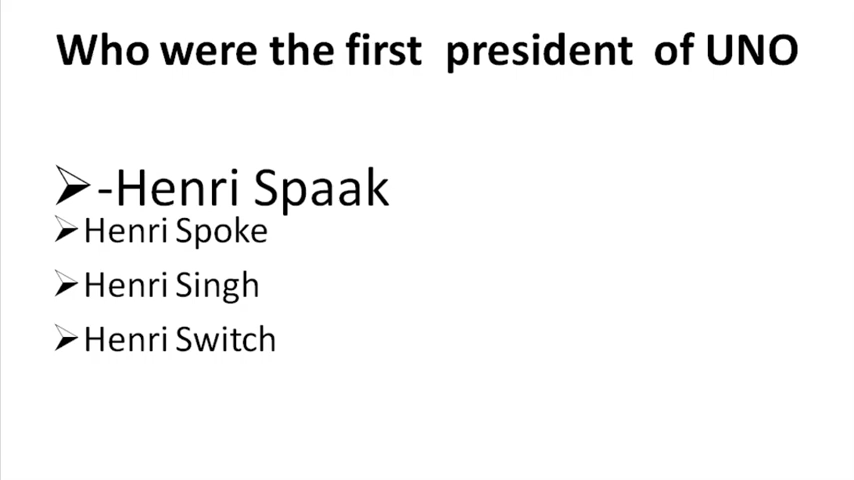 Who were the first president of UNO
➢-Henri Spaak
➢Henri Spoke
➢Henri Singh
➢Henri Switch